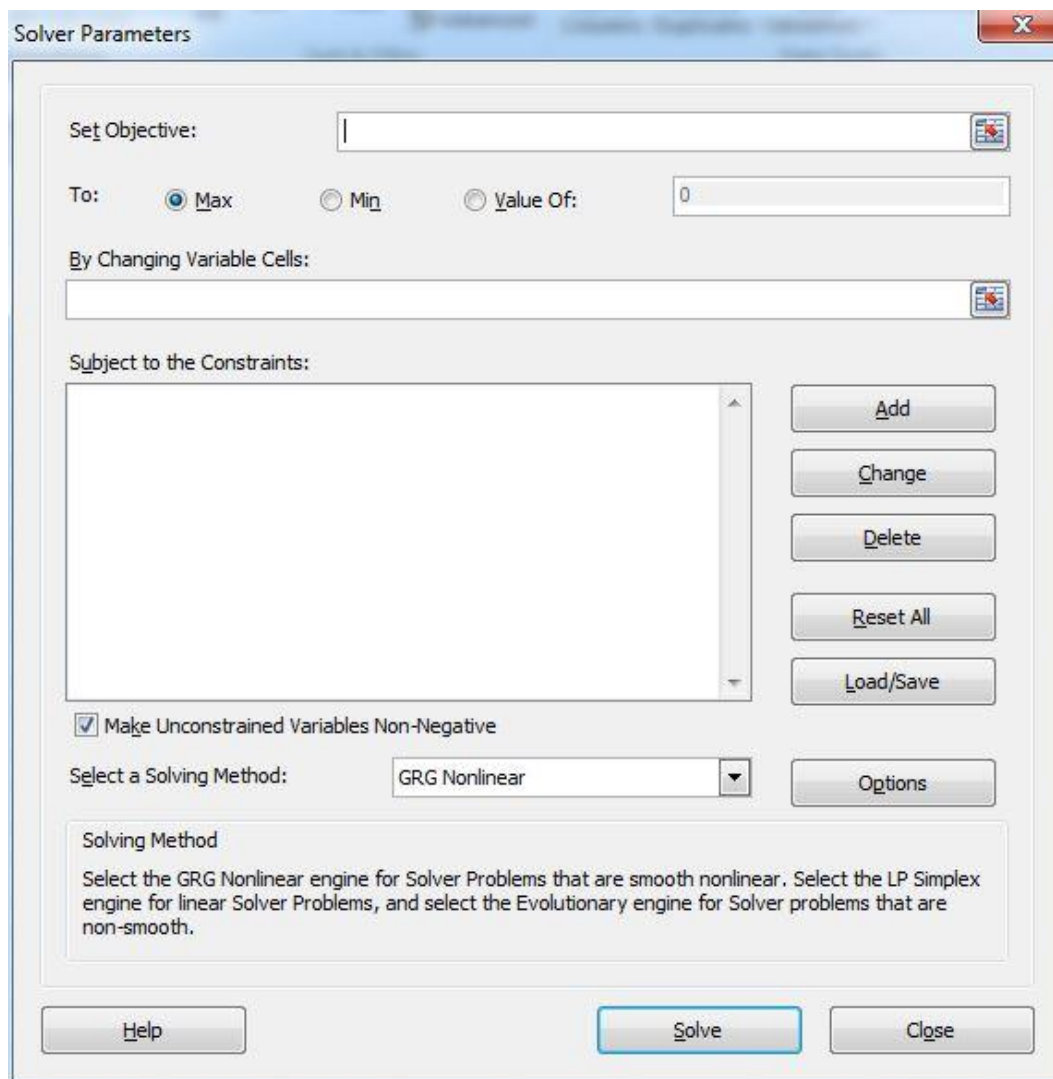 Solver Parameters
Set Objective:
To: Max Min Value Of: 0
By Changing Variable Cells:
Subject to the Constraints:
Add
Change
Delete
Reset All
Load/Save
Make Unconstrained Variables Non-Negative
Select a Solving Method: GRG Nonlinear Options
Solving Method
Select the GRG Nonlinear engine for Solver Problems that are smooth nonlinear. Select the LP Simplex
engine for linear Solver Problems, and select the Evolutionary engine for Solver problems that are
non-smooth.
Help Solve Close